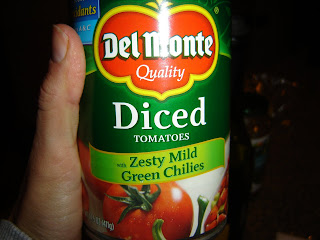 Del Monte
Quality
Diced
TOMATOES
with Zesty Mild
Green Chilies